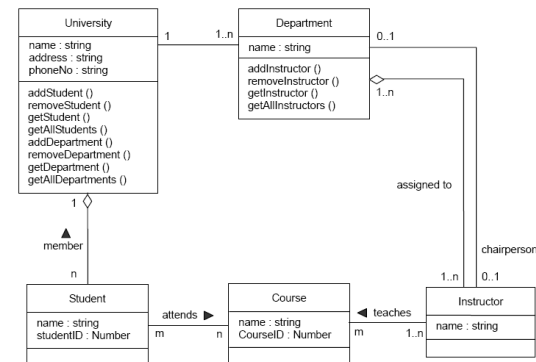 University
name : string
address : string
phoneNo : string
addStudent ()
removeStudent ()
getStudent ()
getAllStudents ()
addDepartment ()
removeDepartment ()
getDepartment ()
getAllDepartments ()
1
1..n
Department
name : string
addInstructor ()
removeInstructor ()
getInstructor ()
getAllInstructors ()
0..1
1..n
assigned to
chairperson
1
member
n
1..n
0..1
Student
name : string
studentID : Number
attends
m
n
Course
name : string
CourseID : Number
teaches
m
1..n
Instructor
name : string